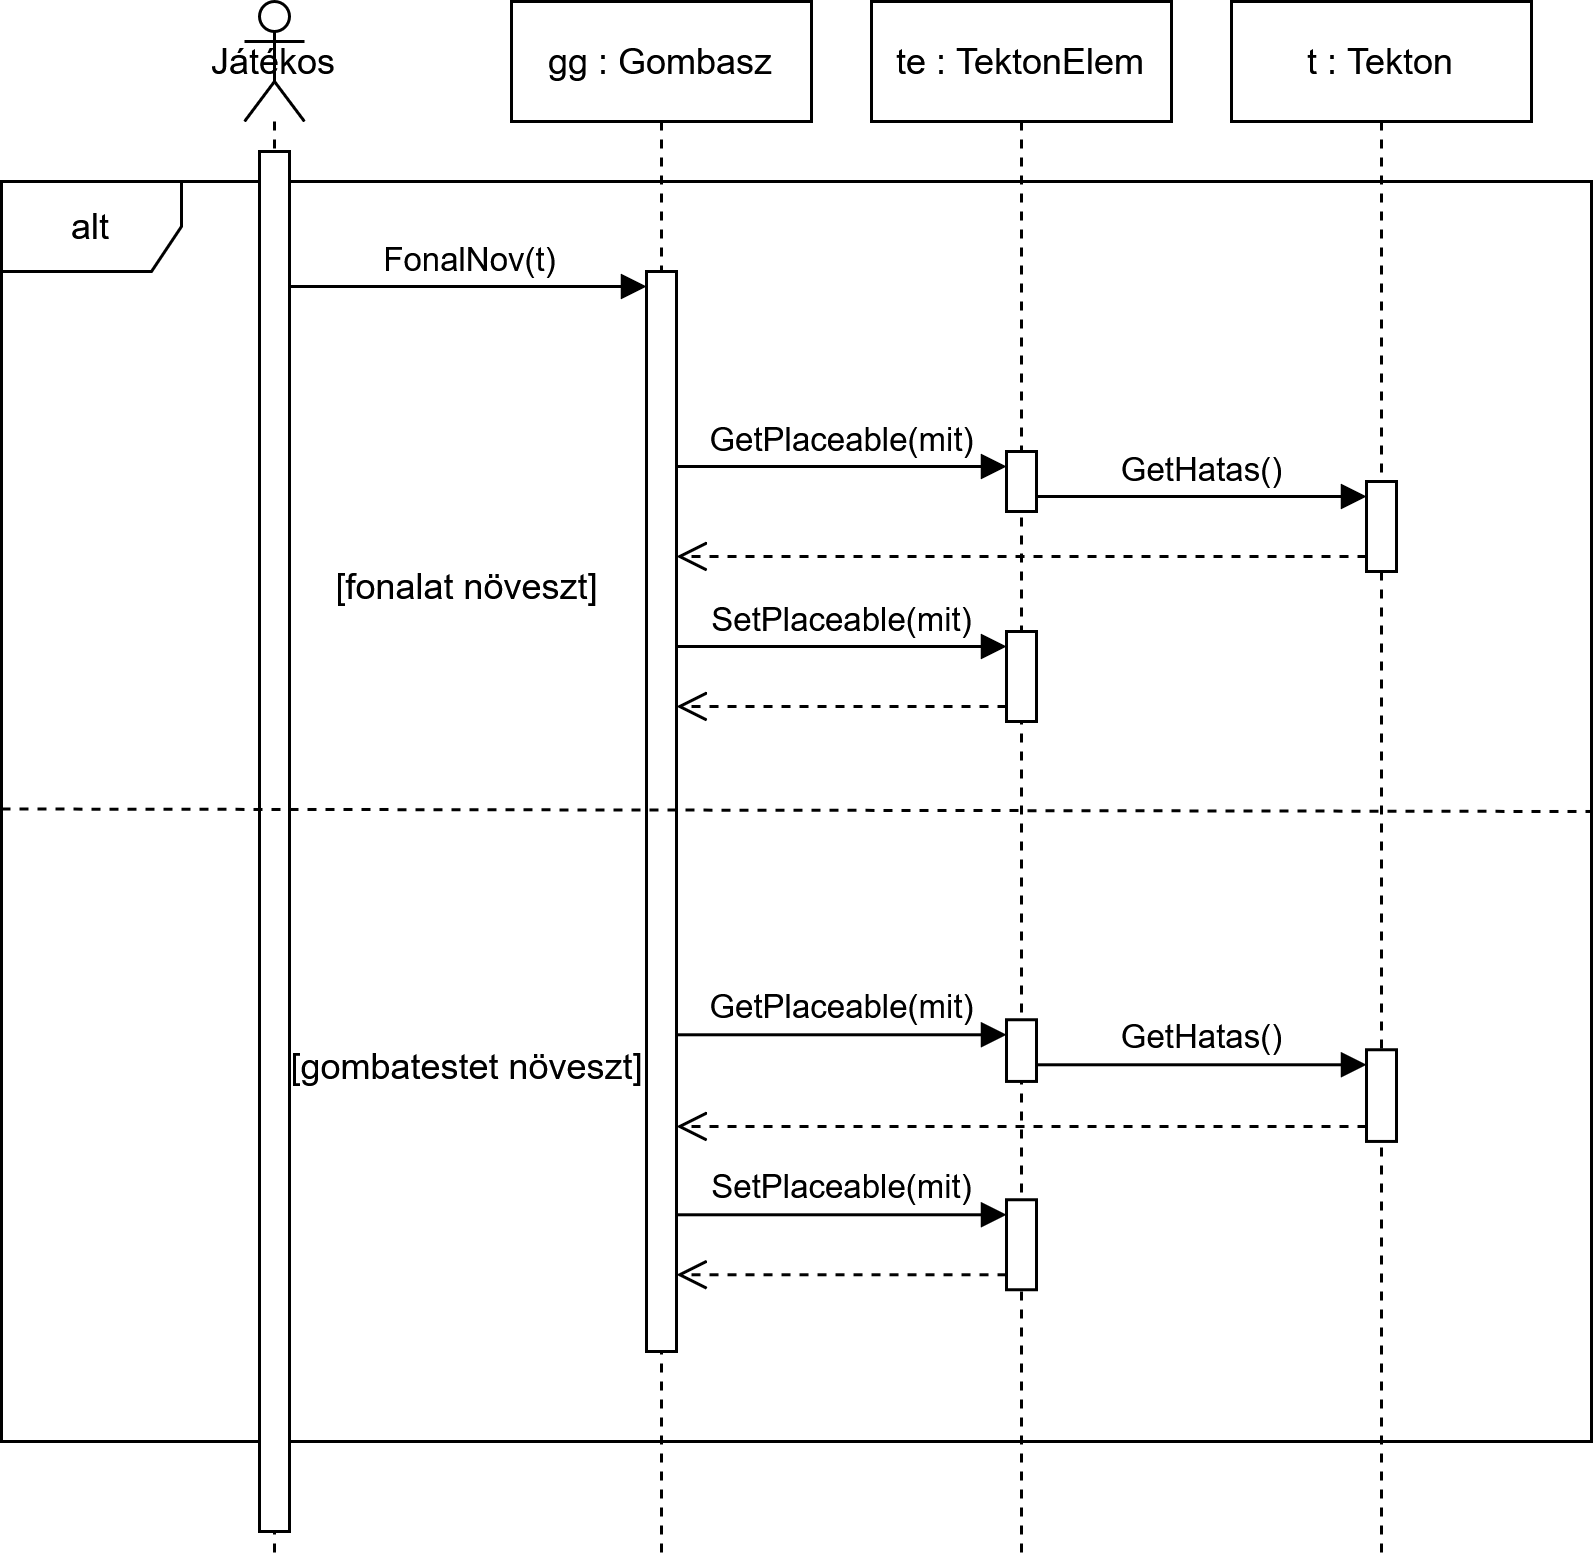 Játékos
gg : Gombasz
te : TektonElem
t : Tekton
alt
FonalNov(t)
GetPlaceable(mit)
GetHatas()
[fonalat növeszt]
SetPlaceable(mit)
GetPlaceable(mit)
GetHatas()
[gombatestet növeszt]
SetPlaceable(mit)